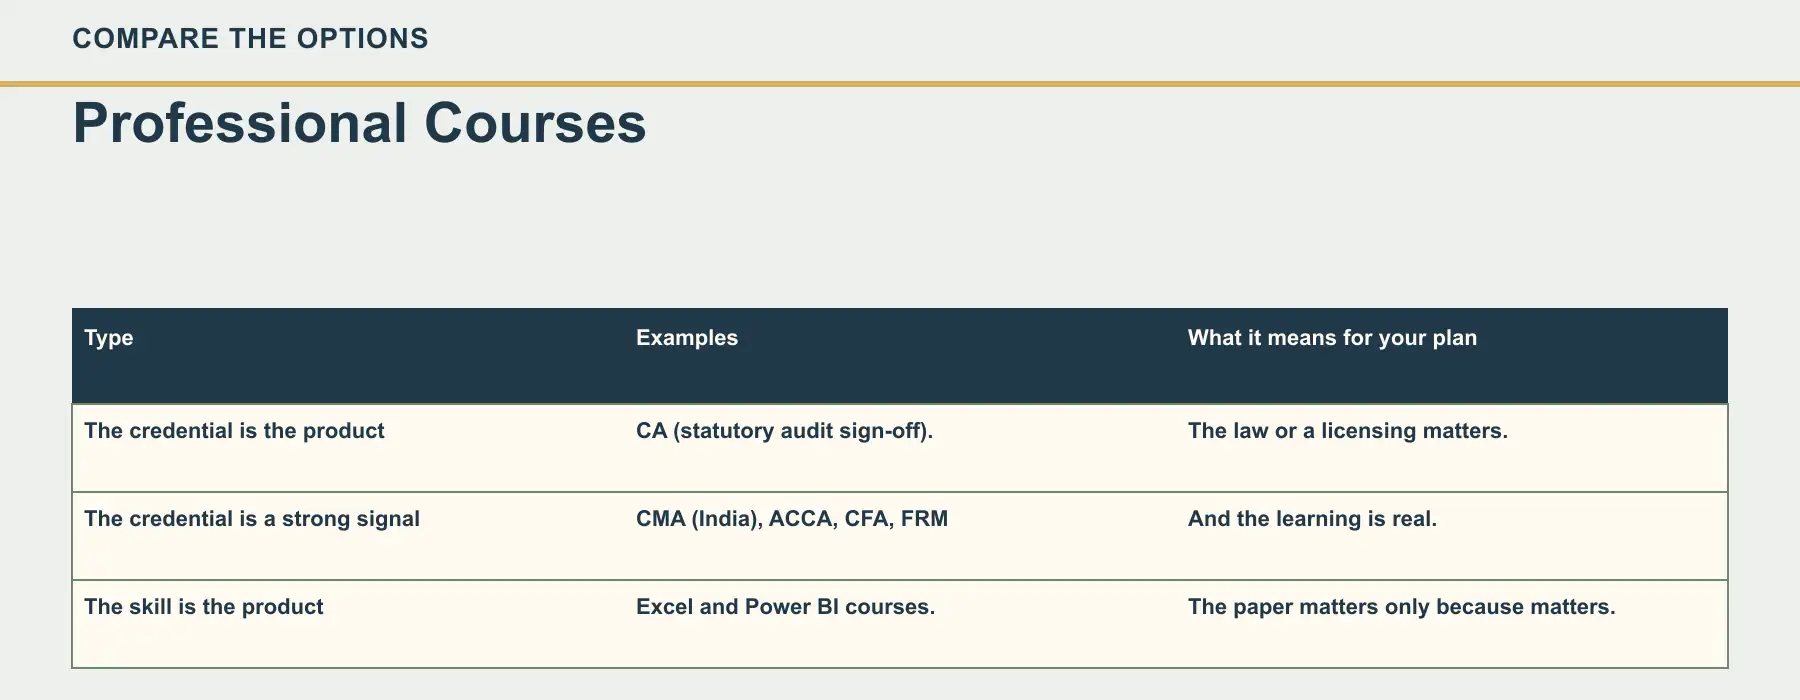 COMPARE THE OPTIONS
Professional Courses
Type Examples What it means for your plan
The credential is the product CA (statutory audit sign-off). The law or a licensing matters.
The credential is a strong signal CMA (India), ACCA, CFA, FRM And the learning is real.
The skill is the product Excel and Power BI courses. The paper matters only because matters.